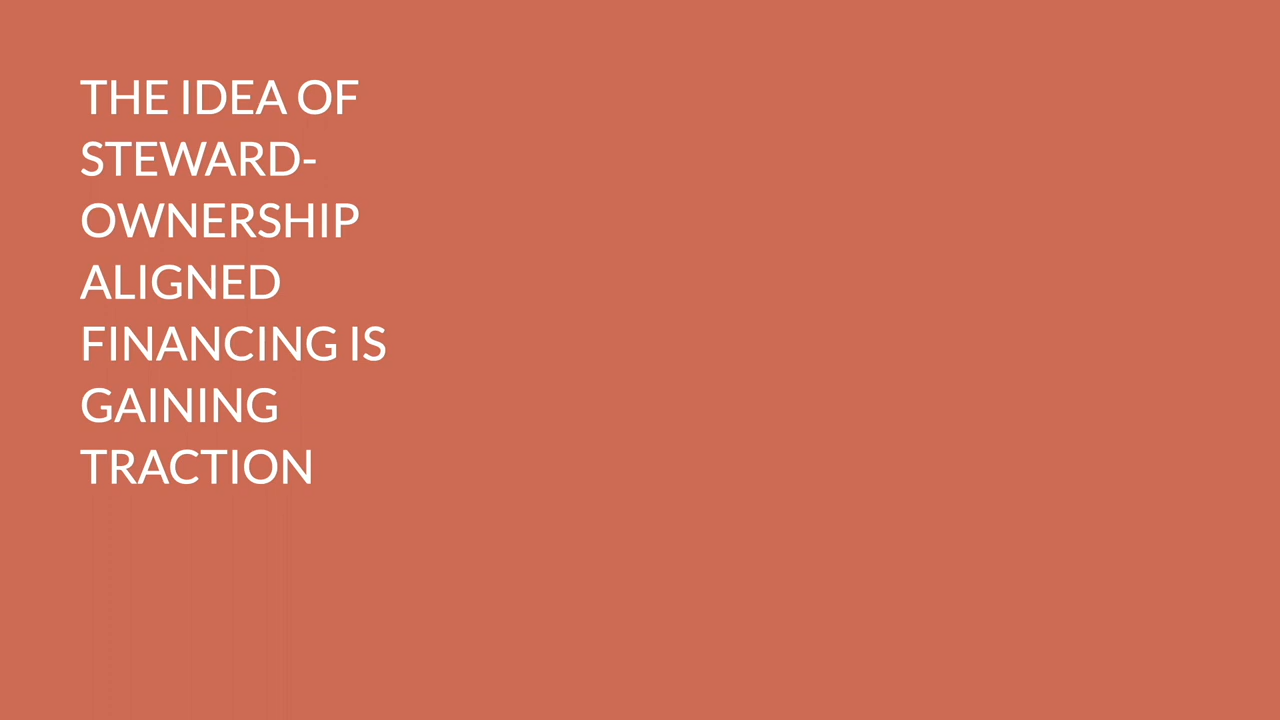 THE IDEA OF
STEWARD-
OWNERSHIP
ALIGNED
FINANCING IS
GAINING
TRACTION